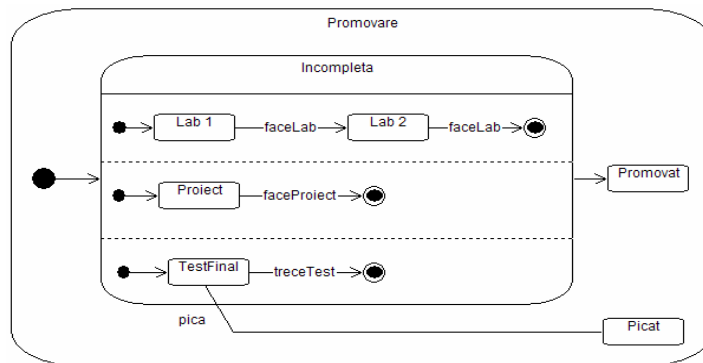 Promovare
Incompleta
Lab 1 faceLab Lab 2 faceLab
Promovat
Proiect faceProiect
TestFinal treceTest
pica
Picat